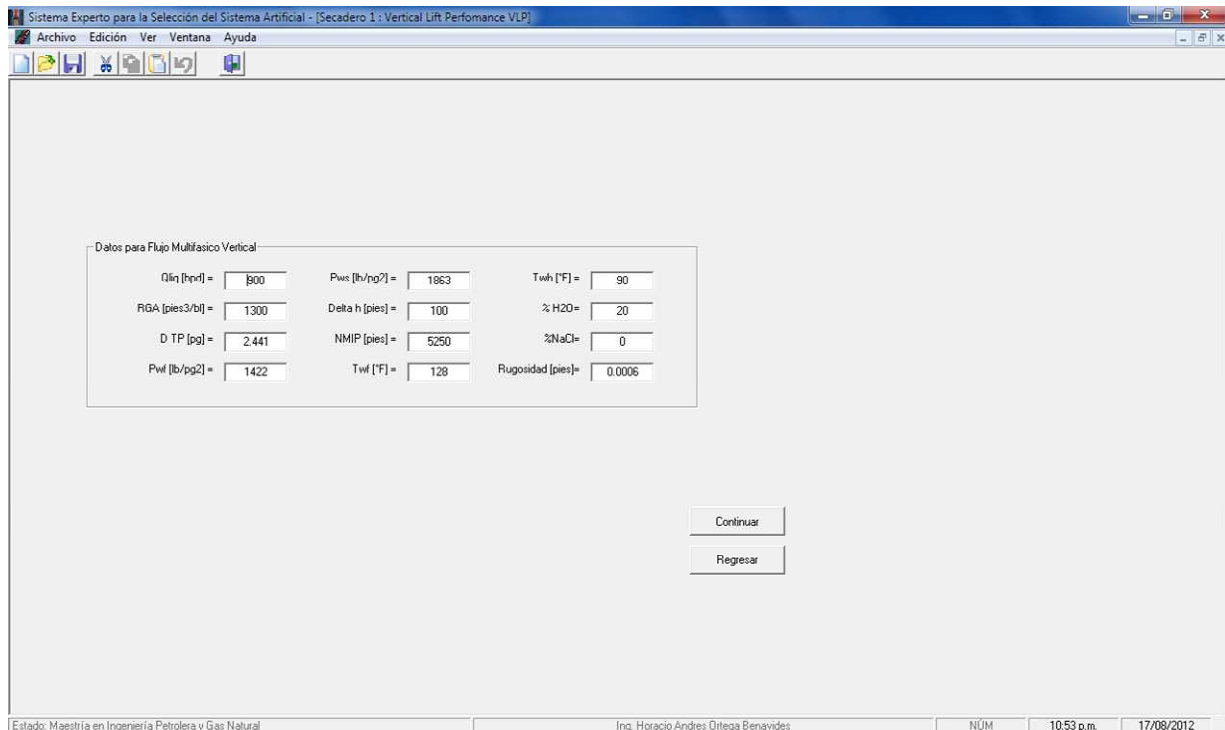 Sistema Experto para la Selección del Sistema Artificial - [Secadero 1 : Vertical Lift Perfomance VLP]
Archivo Edición Ver Ventana Ayuda
Datos para Flujo Multifasico Vertical
Qliq [bpd] = 900 Pws [lb/pg2] = 1863 Twh [°F] = 90
RGA [pies3/bl] = 1300 Delta h [pies] = 100 % H2O= 20
D TP [pg] = 2.441 NMIP [pies] = 5250 %NaCl= 0
Pwf [lb/pg2] = 1422 Twf [°F] = 128 Rugosidad [pies]= 0.0006
Continuar
Regresar
Estado: Maestría en Ingeniería Petrolera y Gas Natural Ing. Horacio Andres Ortega Benavides NÚM 10:53 p.m. 17/08/2012